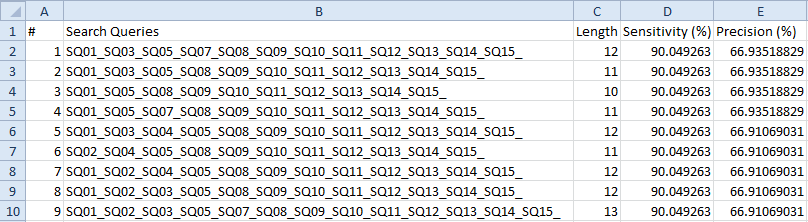 A B C D E
1 # Search Queries Length Sensitivity (%) Precision (%)
2 1 SQ01_SQ03_SQ05_SQ07_SQ08_SQ09_SQ10_SQ11_SQ12_SQ13_SQ14_SQ15_ 12 90.049263 66.93518829
3 2 SQ01_SQ03_SQ05_SQ08_SQ09_SQ10_SQ11_SQ12_SQ13_SQ14_SQ15_ 11 90.049263 66.93518829
4 3 SQ01_SQ05_SQ08_SQ09_SQ10_SQ11_SQ12_SQ13_SQ14_SQ15_ 10 90.049263 66.93518829
5 4 SQ01_SQ05_SQ07_SQ08_SQ09_SQ10_SQ11_SQ12_SQ13_SQ14_SQ15_ 11 90.049263 66.93518829
6 5 SQ01_SQ03_SQ04_SQ05_SQ08_SQ09_SQ10_SQ11_SQ12_SQ13_SQ14_SQ15_ 12 90.049263 66.91069031
7 6 SQ02_SQ04_SQ05_SQ08_SQ09_SQ10_SQ11_SQ12_SQ13_SQ14_SQ15_ 11 90.049263 66.91069031
8 7 SQ01_SQ02_SQ04_SQ05_SQ08_SQ09_SQ10_SQ11_SQ12_SQ13_SQ14_SQ15_ 12 90.049263 66.91069031
9 8 SQ01_SQ02_SQ03_SQ05_SQ08_SQ09_SQ10_SQ11_SQ12_SQ13_SQ14_SQ15_ 12 90.049263 66.91069031
10 9 SQ01_SQ02_SQ03_SQ05_SQ07_SQ08_SQ09_SQ10_SQ11_SQ12_SQ13_SQ14_SQ15_ 13 90.049263 66.91069031